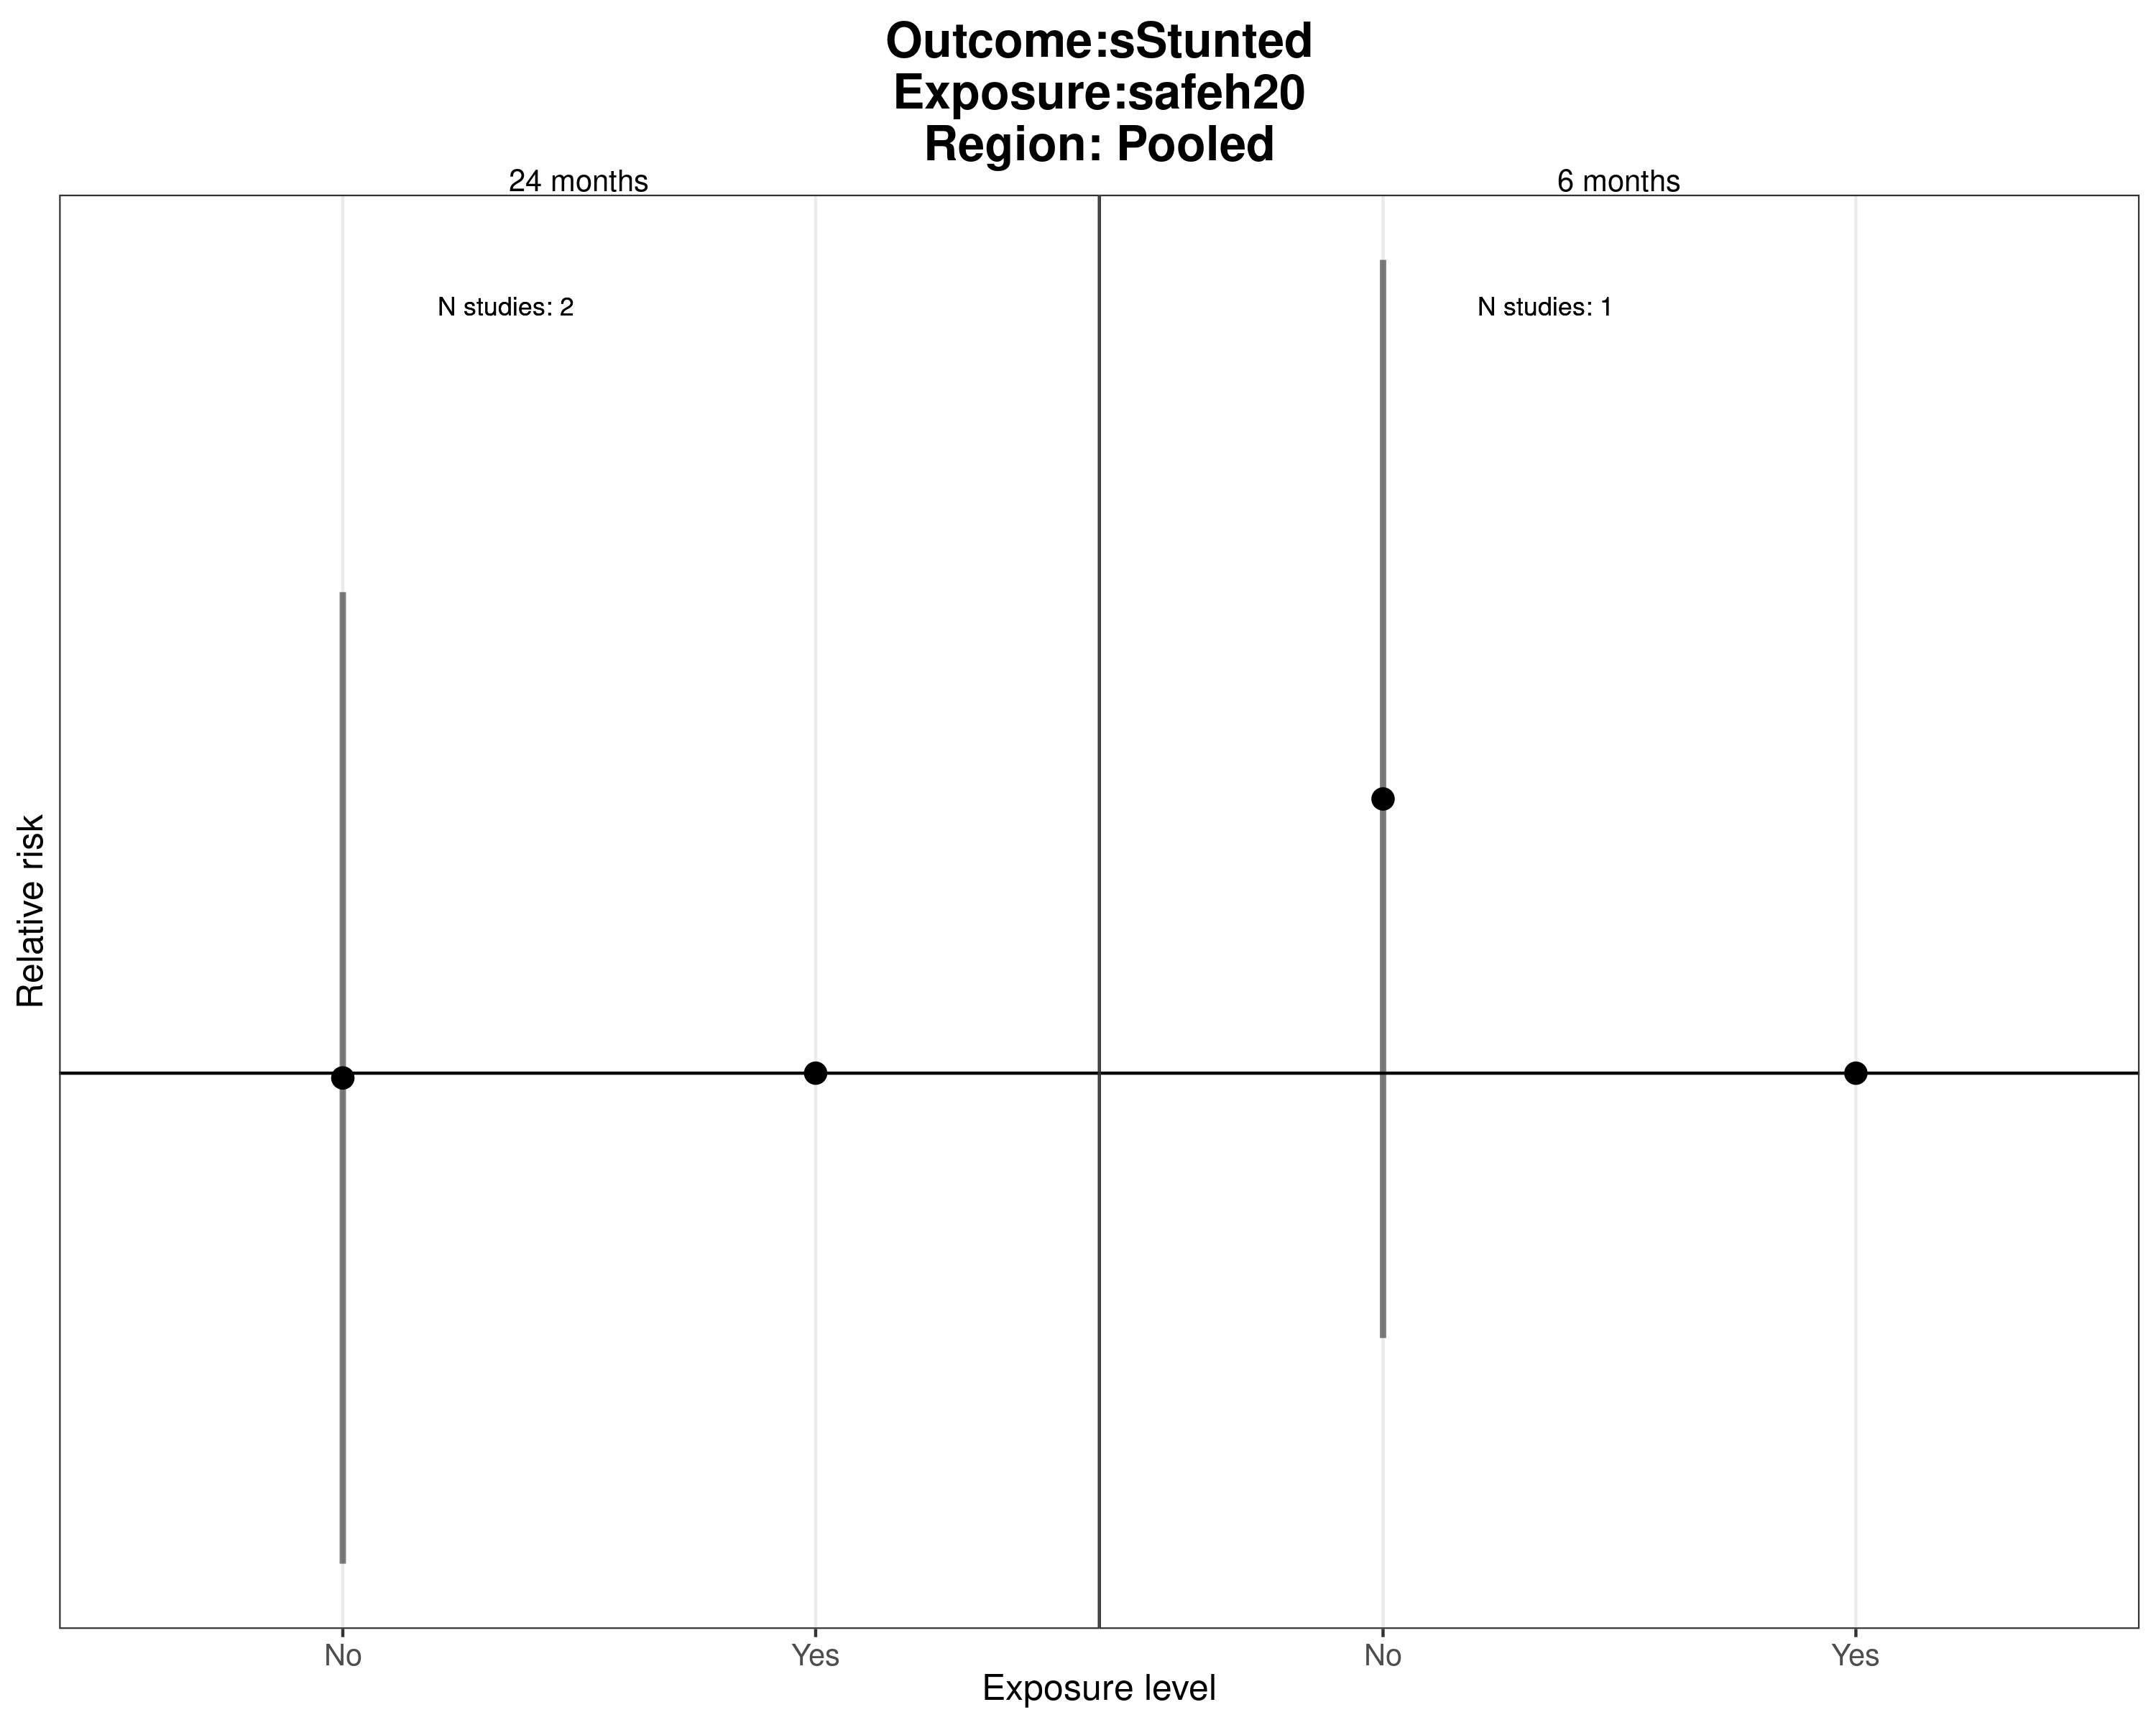 Outcome:sStunted
Exposure:safeh20
Region: Pooled
24 months
6 months
N studies: 2
N studies: 1
Relative risk
No
Yes
No
Yes
Exposure level